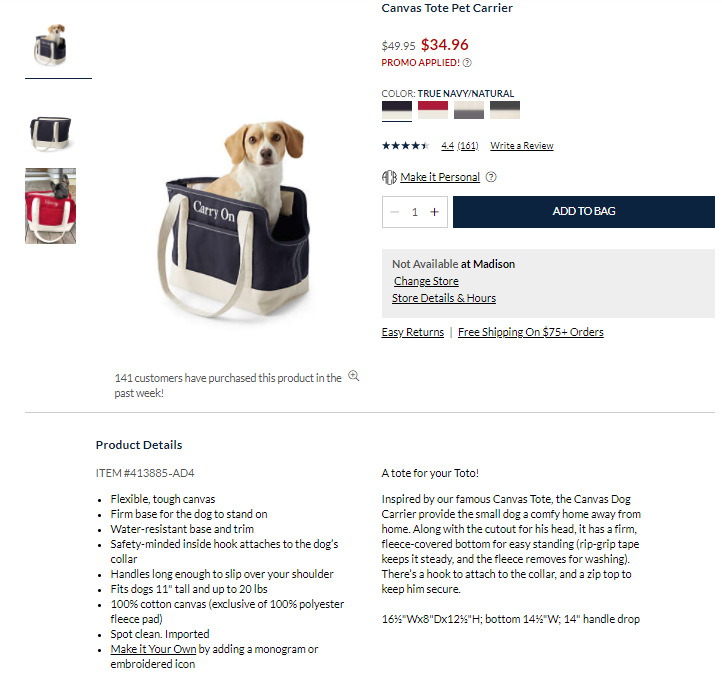 Canvas Tote Pet Carrier
$49.95 $34.96
PROMO APPLIED! ?
COLOR: TRUE NAVY/NATURAL
4.4 (161) Write a Review
Make it Personal ?
− 1 + ADD TO BAG
Not Available at Madison
Change Store
Store Details & Hours
Easy Returns | Free Shipping On $75+ Orders
Carry On
141 customers have purchased this product in the
past week!
Product Details
ITEM #413885-AD4
• Flexible, tough canvas
• Firm base for the dog to stand on
• Water-resistant base and trim
• Safety-minded inside hook attaches to the dog's
collar
• Handles long enough to slip over your shoulder
• Fits dogs 11" tall and up to 20 lbs
• 100% cotton canvas (exclusive of 100% polyester
fleece pad)
• Spot clean. Imported
• Make it Your Own by adding a monogram or
embroidered icon
A tote for your Toto!
Inspired by our famous Canvas Tote, the Canvas Dog
Carrier provide the small dog a comfy home away from
home. Along with the cutout for his head, it has a firm,
fleece-covered bottom for easy standing (rip-grip tape
keeps it steady, and the fleece removes for washing).
There's a hook to attach to the collar, and a zip top to
keep him secure.
16½"Wx8"Dx12½"H; bottom 14½"W; 14" handle drop